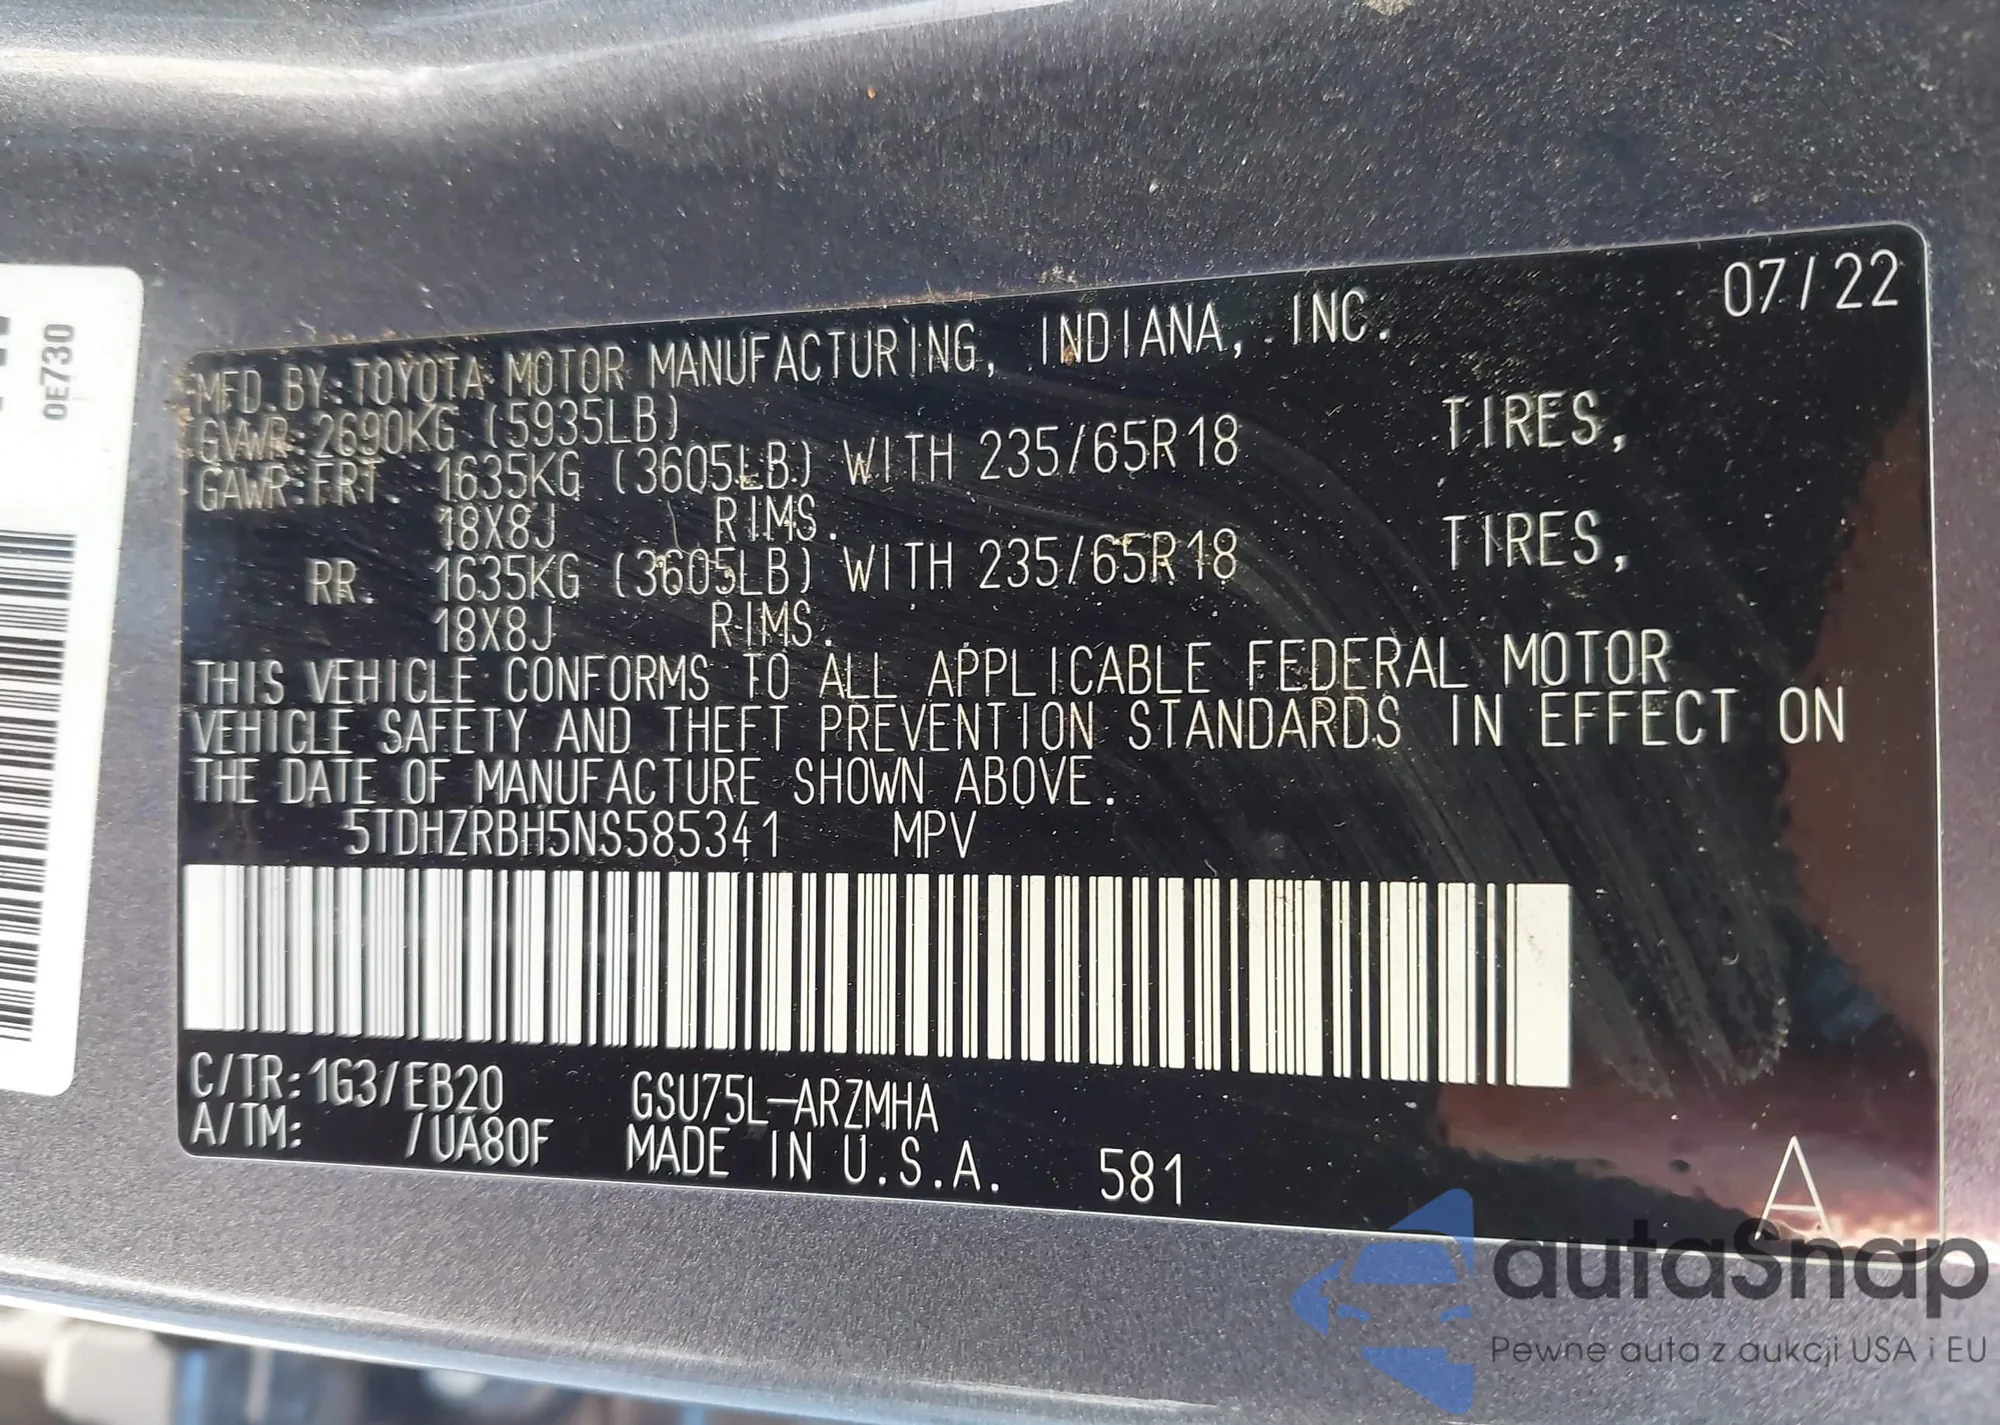 0E730
07/22
MFD. BY: TOYOTA MOTOR MANUFACTURING, INDIANA, INC.
GVWR: 2690KG (5935LB)
GAWR: FRT. 1635KG (3605LB) WITH 235/65R18 TIRES,
18X8J RIMS.
RR. 1635KG (3605LB) WITH 235/65R18 TIRES,
18X8J RIMS.
THIS VEHICLE CONFORMS TO ALL APPLICABLE FEDERAL MOTOR
VEHICLE SAFETY AND THEFT PREVENTION STANDARDS IN EFFECT ON
THE DATE OF MANUFACTURE SHOWN ABOVE.
5TDHZRBH5NS585341 MPV
C/TR: 1G3/EB20 GSU75L-ARZMHA
A/TM: /UA80F MADE IN U.S.A. 581
A
autaSnap
Pewne auta z aukcji USA i EU